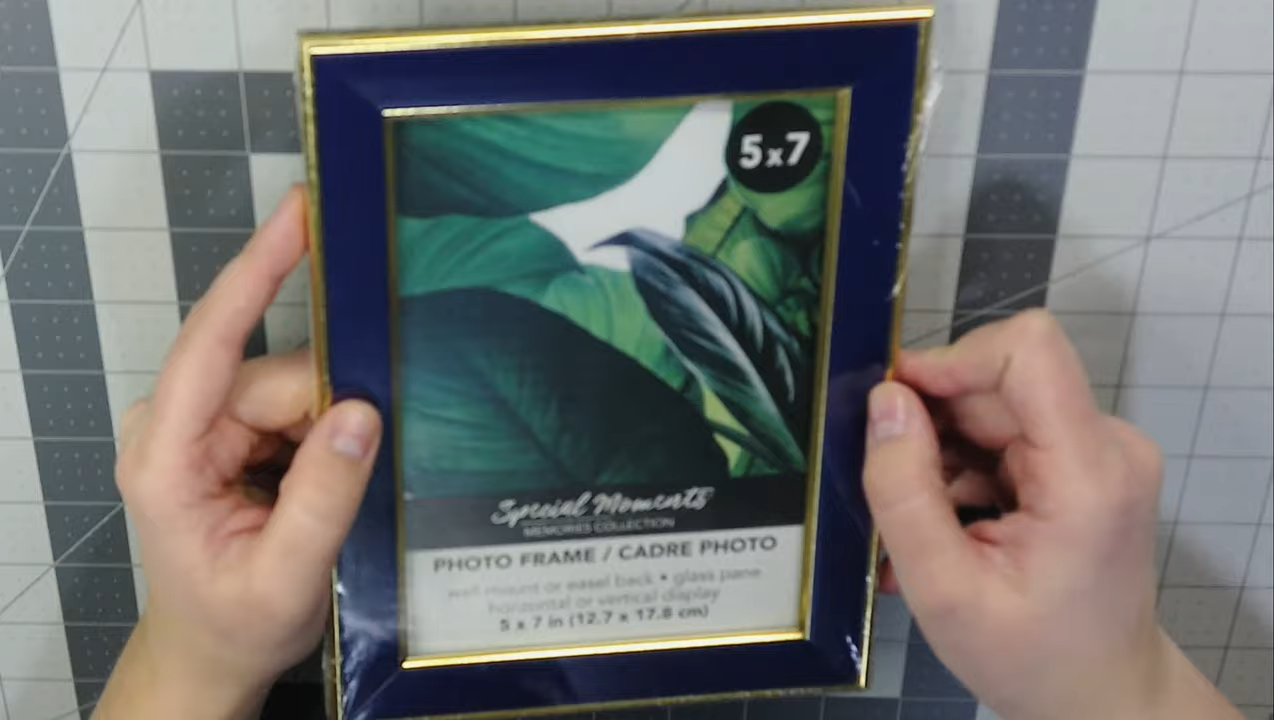 5x7
Special Moments
MEMORIES COLLECTION
PHOTO FRAME / CADRE PHOTO
wall mount or easel back • glass pane
horizontal or vertical display
5 x 7 in (12.7 x 17.8 cm)